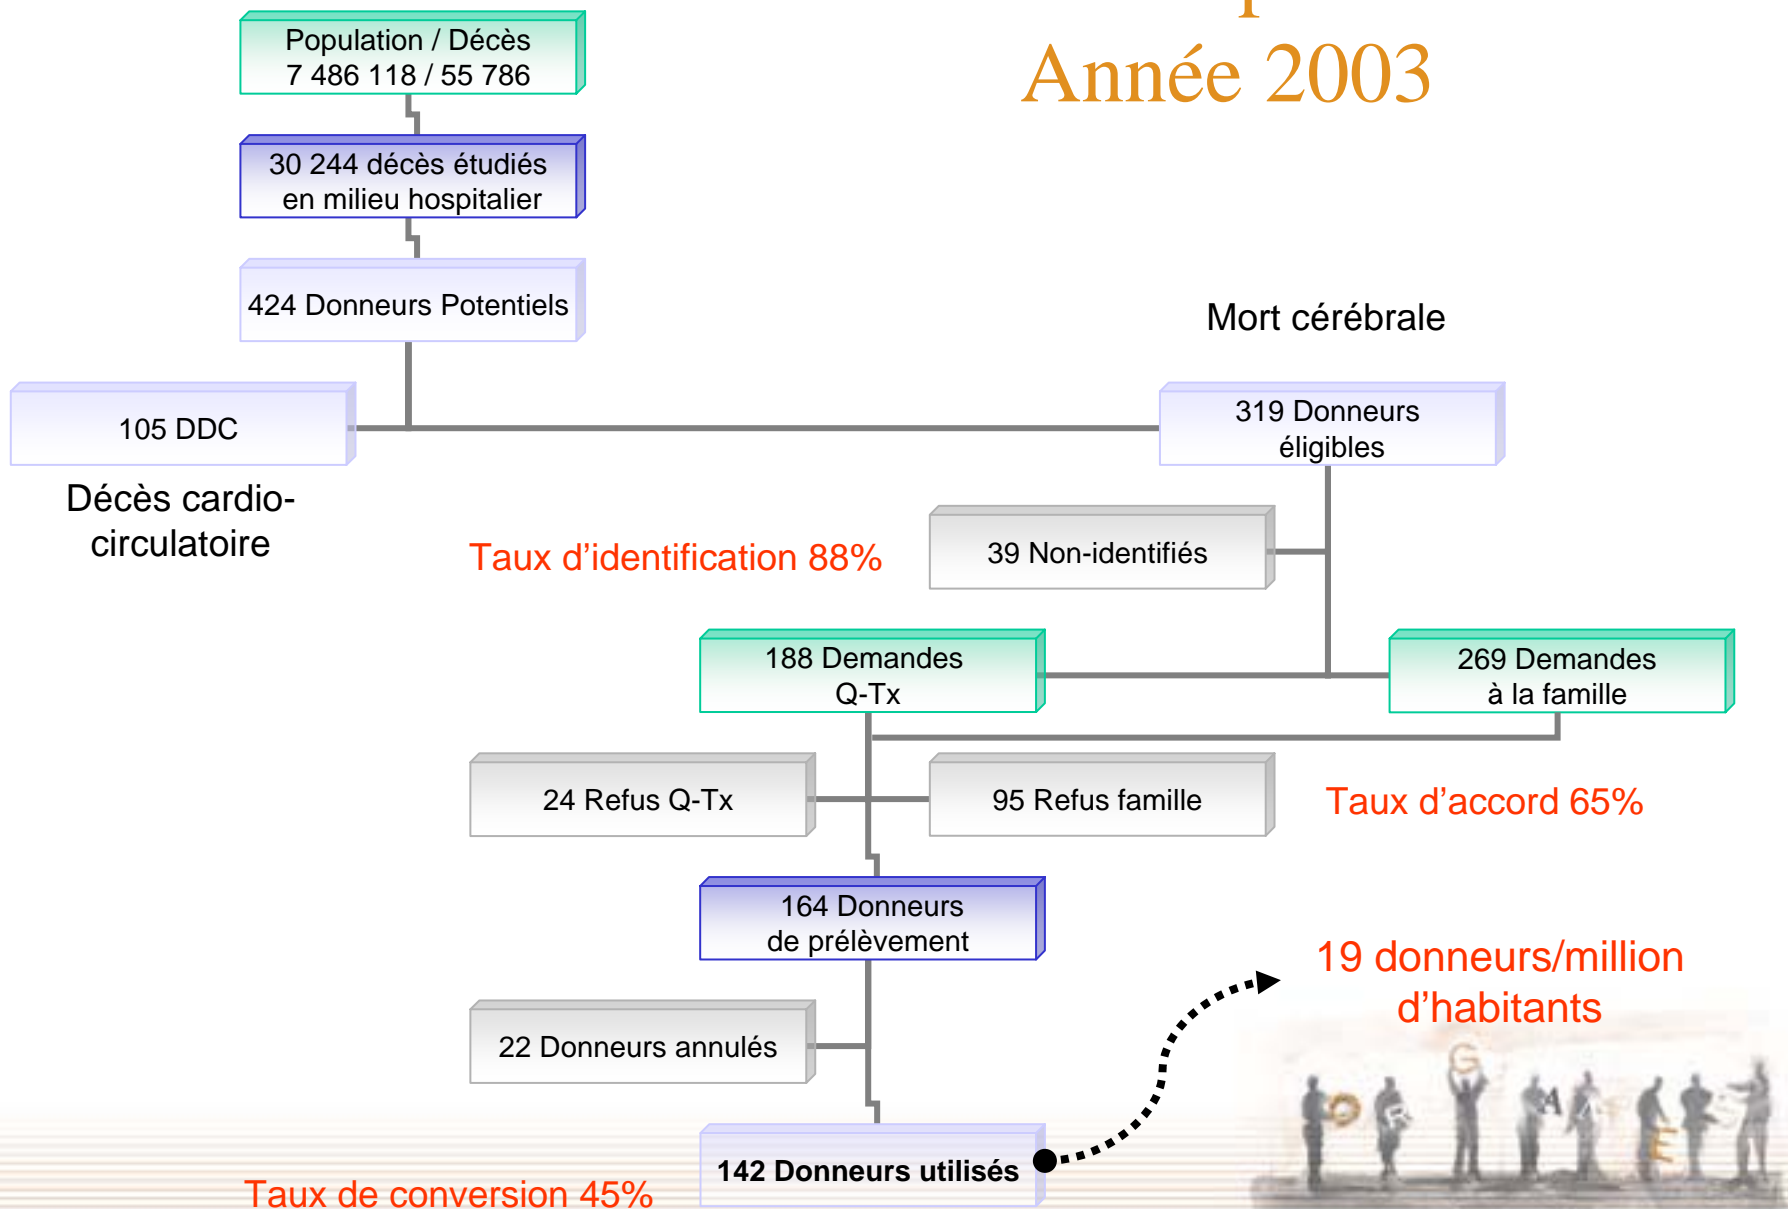 Année 2003
Population / Décès
7 486 118 / 55 786
30 244 décès étudiés
en milieu hospitalier
424 Donneurs Potentiels
Mort cérébrale
105 DDC
319 Donneurs
éligibles
Décès cardio-
circulatoire
Taux d’identification 88%
39 Non-identifiés
188 Demandes
Q-Tx
269 Demandes
à la famille
24 Refus Q-Tx
95 Refus famille
Taux d’accord 65%
164 Donneurs
de prélèvement
19 donneurs/million
d’habitants
22 Donneurs annulés
142 Donneurs utilisés
Taux de conversion 45%